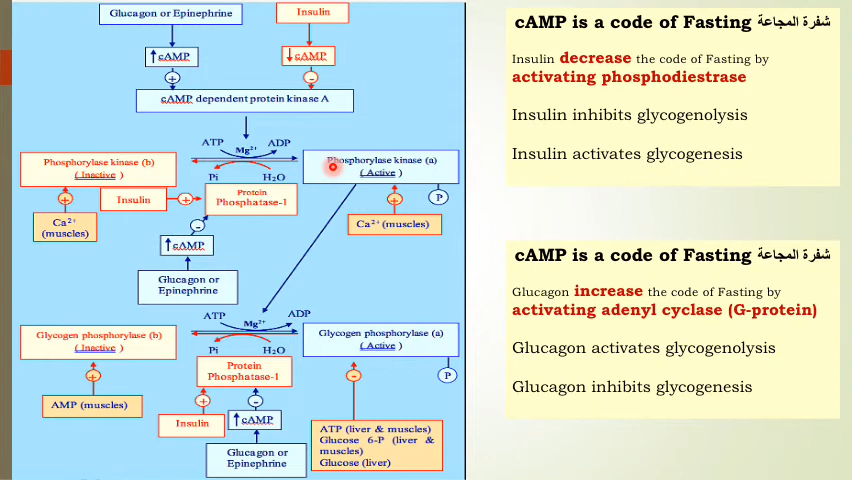 Glucagon or Epinephrine
Insulin
↑ cAMP
↓ cAMP
+
-
cAMP dependent protein kinase A
ATP
ADP
Mg2+
Phosphorylase kinase (b)
( Inactive )
Phosphorylase kinase (a)
( Active )
Pi
H2O
P
Insulin
+
Protein
Phosphatase-1
+
+
Ca2+
(muscles)
Ca2+ (muscles)
-
↑ cAMP
Glucagon or
Epinephrine
ATP
ADP
Mg2+
Glycogen phosphorylase (b)
( Inactive )
Glycogen phosphorylase (a)
( Active )
Pi
H2O
P
Protein
Phosphatase-1
+
-
AMP (muscles)
+
-
Insulin
↑ cAMP
Glucagon or
Epinephrine
ATP (liver & muscles)
Glucose 6-P (liver &
muscles)
Glucose (liver)
cAMP is a code of Fasting شفرة المجاعة
Insulin decrease the code of Fasting by
activating phosphodiestrase
Insulin inhibits glycogenolysis
Insulin activates glycogenesis
cAMP is a code of Fasting شفرة المجاعة
Glucagon increase the code of Fasting by
activating adenyl cyclase (G-protein)
Glucagon activates glycogenolysis
Glucagon inhibits glycogenesis